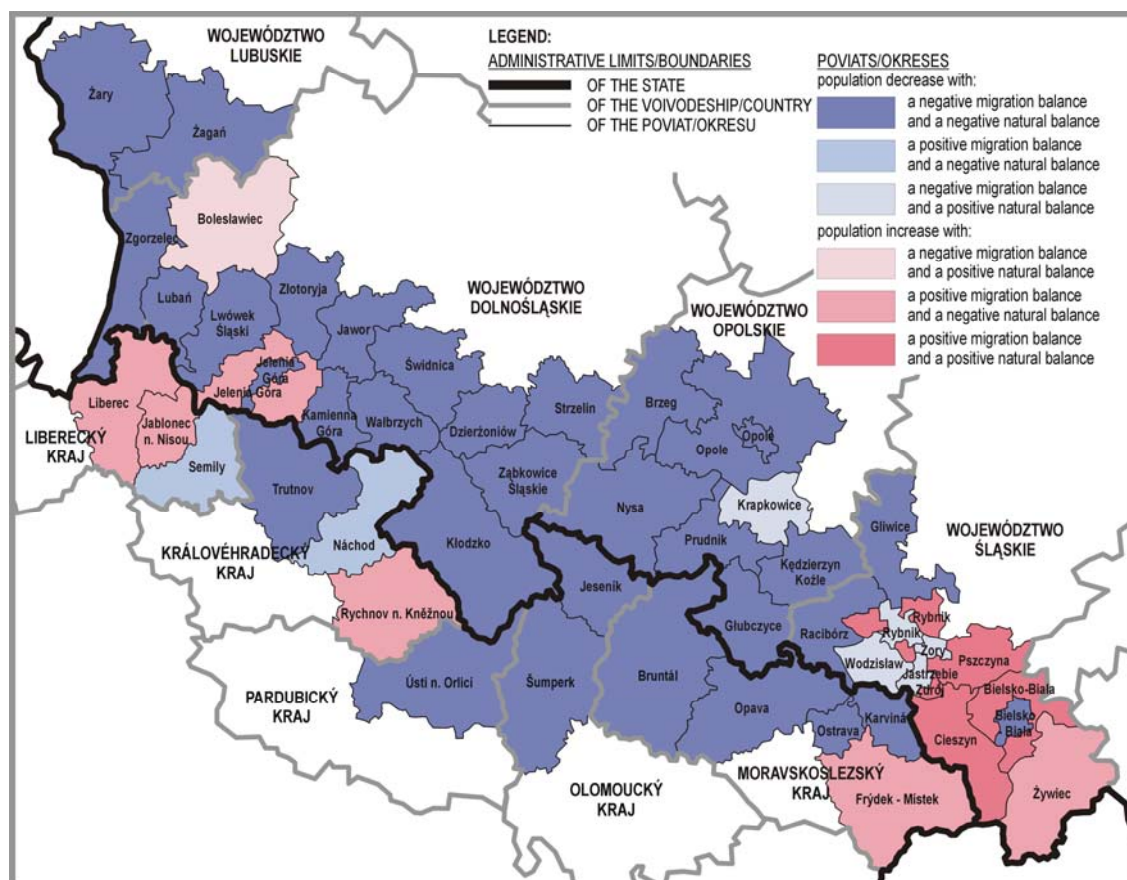 LEGEND:
ADMINISTRATIVE LIMITS/BOUNDARIES
OF THE STATE
OF THE VOIVODESHIP/COUNTRY
OF THE POVIAT/OKRESU
POVIATS/OKRESES
population decrease with:
a negative migration balance
and a negative natural balance
a positive migration balance
and a negative natural balance
a negative migration balance
and a positive natural balance
population increase with:
a negative migration balance
and a positive natural balance
a positive migration balance
and a negative natural balance
a positive migration balance
and a positive natural balance
WOJEWÓDZTWO
LUBUSKIE
Żary
Żagań
Bolesławiec
Zgorzelec
Lubań
Lwówek
Śląski
Złotoryja
WOJEWÓDZTWO
DOLNOŚLĄSKIE
WOJEWÓDZTWO
OPOLSKIE
Jawor
Świdnica
Jelenia
Góra
Jelenia Góra
Liberec
Jablonec
n. Nisou
LIBERECKÝ
KRAJ
Semily
Kamienna
Góra
Wałbrzych
Dzierżoniów
Strzelin
Brzeg
Opole
Opole
Ząbkowice
Śląskie
Nysa
Krapkowice
Gliwice
WOJEWÓDZTWO
ŚLĄSKIE
Trutnov
KRÁLOVÉHRADECKÝ
KRAJ
Náchod
Kłodzko
Prudnik
Kędzierzyn
Koźle
Jeseník
Rychnov n. Kněžnou
Głubczyce
Racibórz
Rybnik
Rybnik
Żory
Wodzisław
Jastrzębie
Zdrój
Pszczyna
Bielsko-Biała
Bielsko
Biała
Cieszyn
Żywiec
PARDUBICKÝ
KRAJ
Ústí n. Orlicí
Šumperk
Bruntál
Opava
Ostrava
Karviná
OLOMOUCKÝ
KRAJ
MORAVSKOSLEZSKÝ
KRAJ
Frýdek - Místek